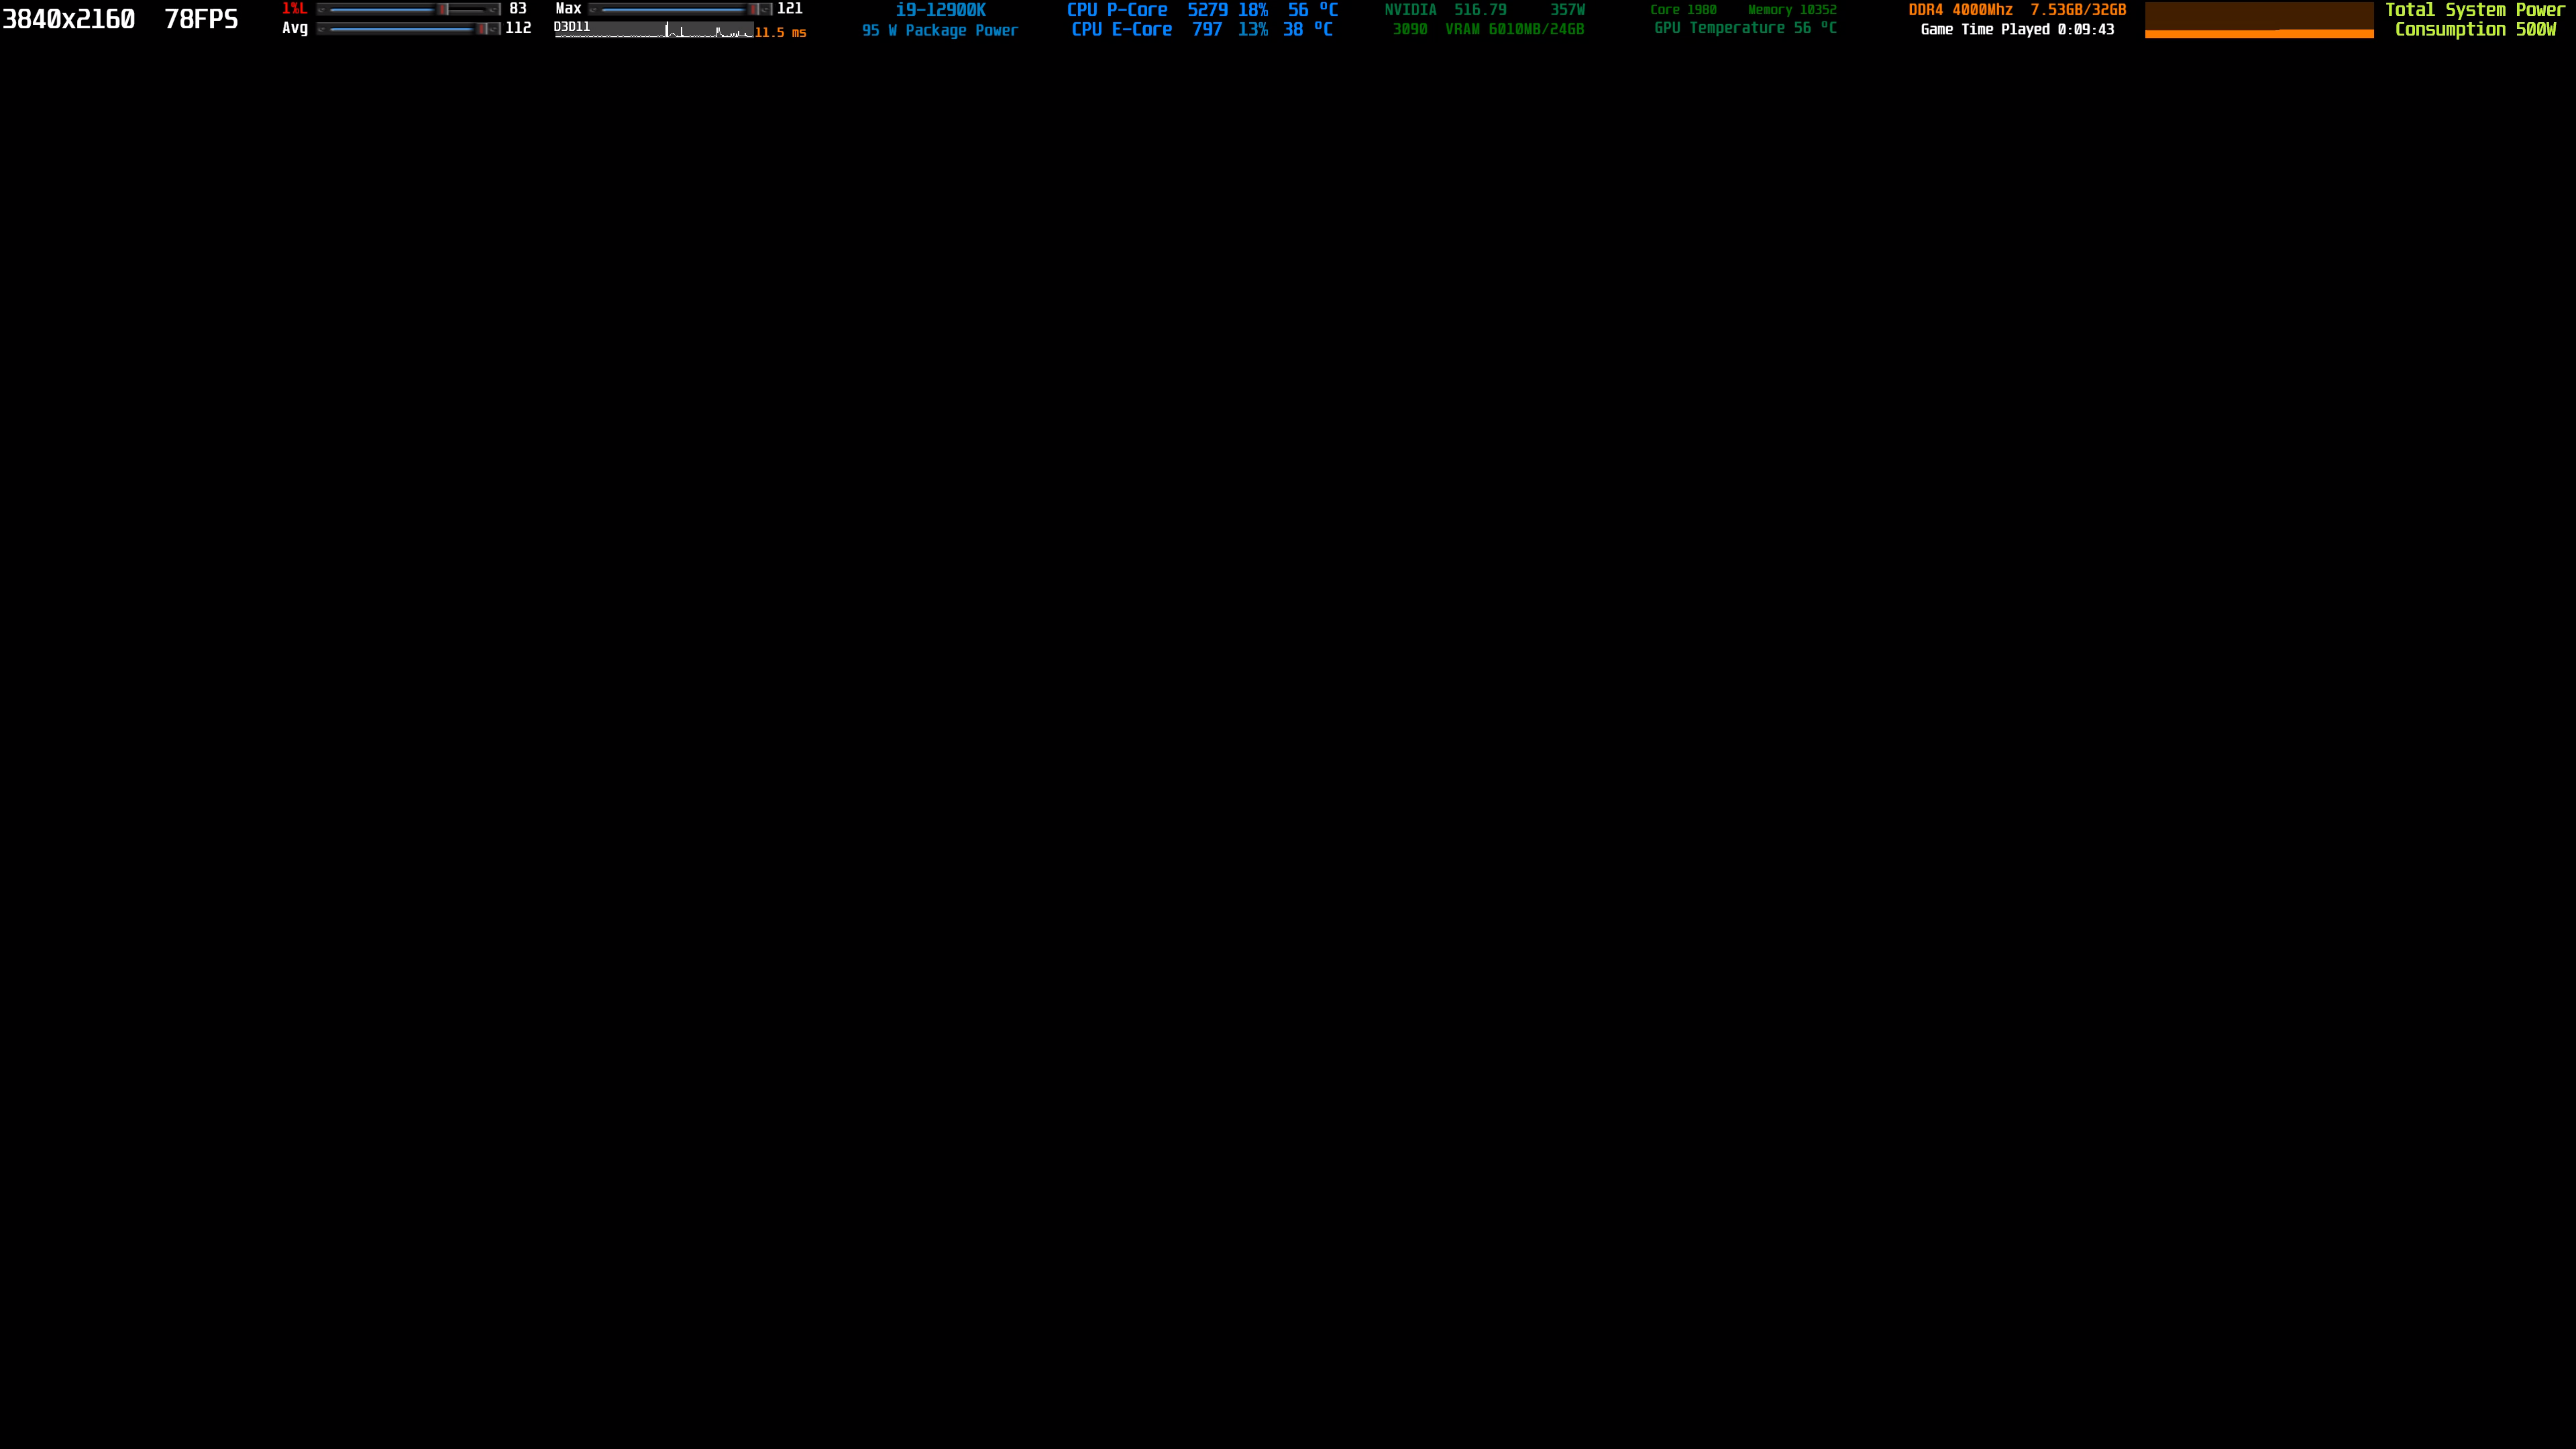 3840x2160 78FPS 1%L 83 Max 121 i9-12900K CPU P-Core 5279 18% 56 ºC NVIDIA 516.79 357W Core 1980 Memory 10352 DDR4 4000Mhz 7.53GB/32GB Total System Power
Avg 112 D3D11 11.5 ms 95 W Package Power CPU E-Core 797 13% 38 ºC 3090 VRAM 6010MB/24GB GPU Temperature 56 ºC Game Time Played 0:09:43 Consumption 500W